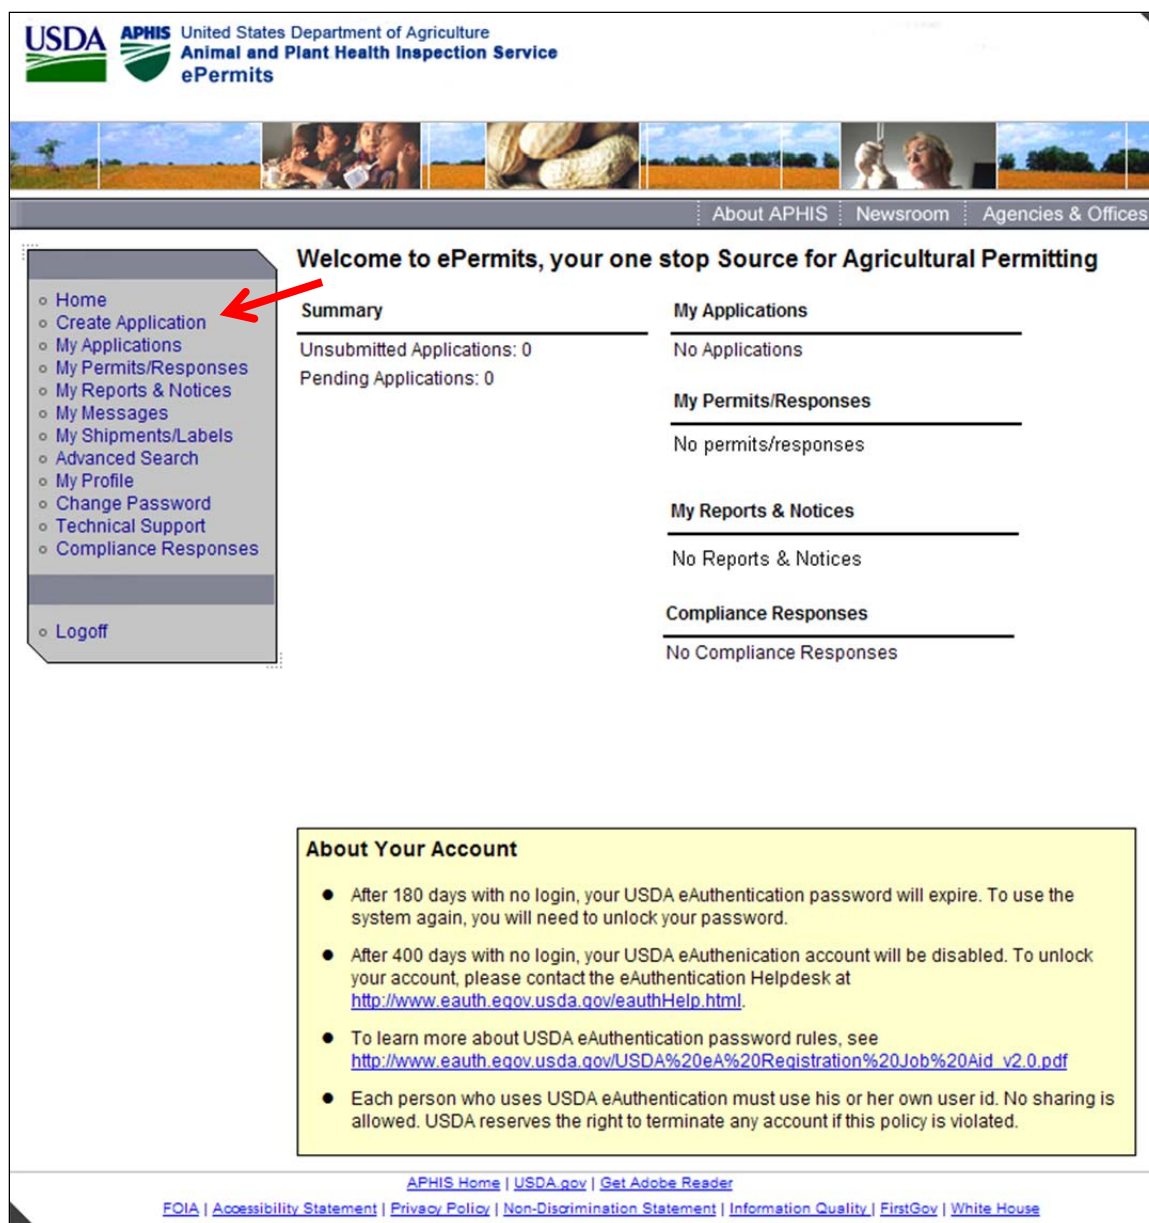 USDA
APHIS
United States Department of Agriculture
Animal and Plant Health Inspection Service
ePermits
About APHIS Newsroom Agencies & Offices
Home
Create Application
My Applications
My Permits/Responses
My Reports & Notices
My Messages
My Shipments/Labels
Advanced Search
My Profile
Change Password
Technical Support
Compliance Responses
Logoff
Welcome to ePermits, your one stop Source for Agricultural Permitting
Summary
Unsubmitted Applications: 0
Pending Applications: 0
My Applications
No Applications
My Permits/Responses
No permits/responses
My Reports & Notices
No Reports & Notices
Compliance Responses
No Compliance Responses
About Your Account
After 180 days with no login, your USDA eAuthentication password will expire. To use the
system again, you will need to unlock your password.
After 400 days with no login, your USDA eAuthenication account will be disabled. To unlock
your account, please contact the eAuthentication Helpdesk at
http://www.eauth.egov.usda.gov/eauthHelp.html.
To learn more about USDA eAuthentication password rules, see
http://www.eauth.egov.usda.gov/USDA%20eA%20Registration%20Job%20Aid_v2.0.pdf
Each person who uses USDA eAuthentication must use his or her own user id. No sharing is
allowed. USDA reserves the right to terminate any account if this policy is violated.
APHIS Home | USDA.gov | Get Adobe Reader
FOIA | Accessibility Statement | Privacy Policy | Non-Discrimination Statement | Information Quality | FirstGov | White House